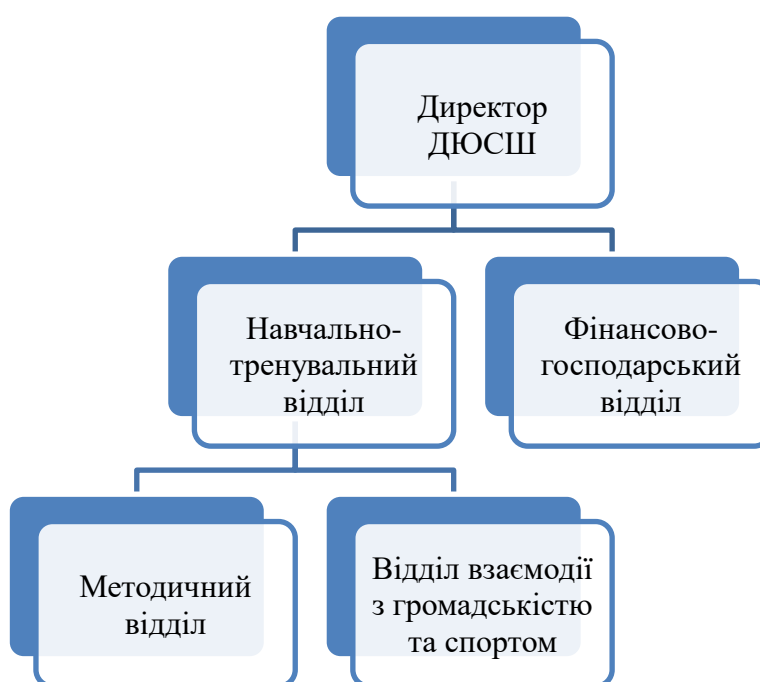 Директор
ДЮСШ
Навчально-
тренувальний
відділ
Фінансово-
господарський
відділ
Методичний
відділ
Відділ взаємодії
з громадськістю
та спортом